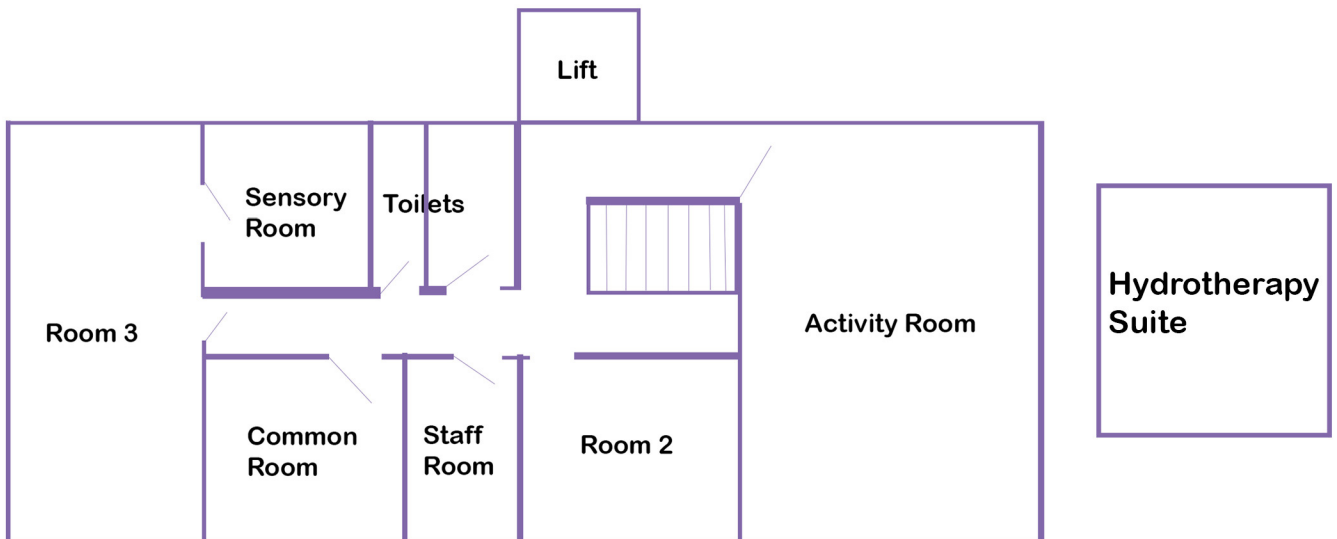 Lift
Sensory
Room
Toilets
Hydrotherapy
Suite
Room 3
Activity Room
Common
Room
Staff
Room
Room 2